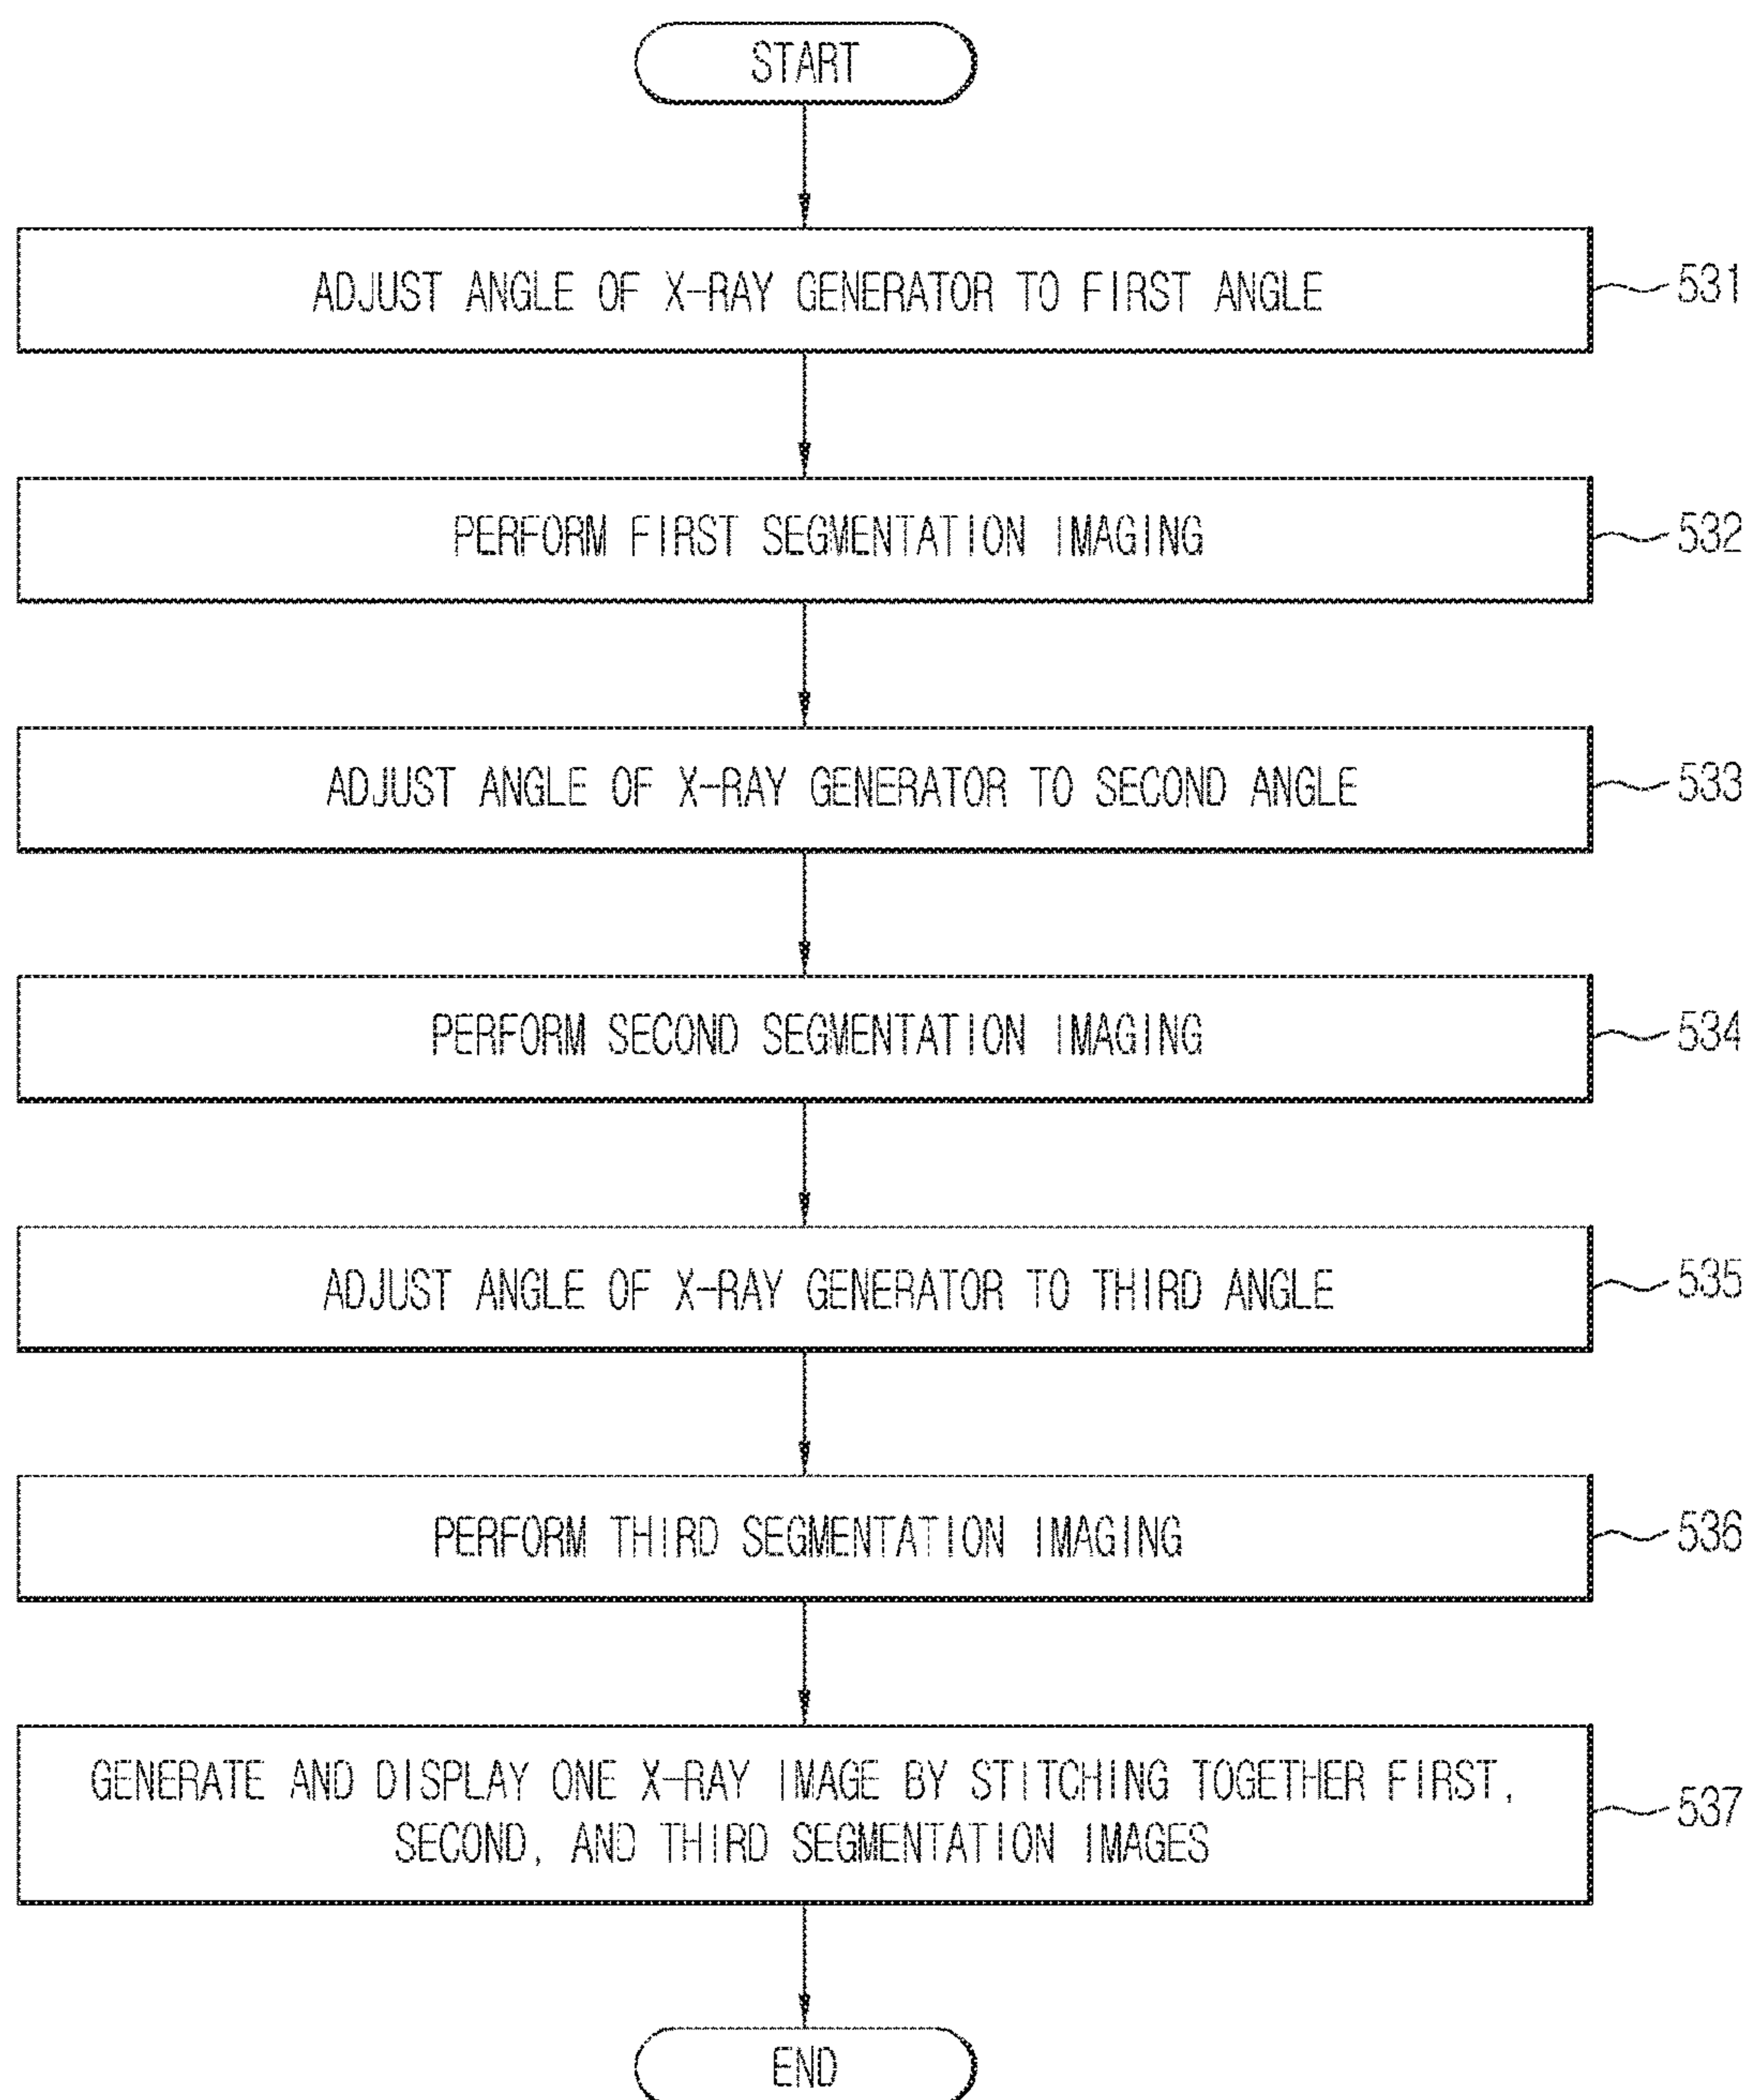 START
ADJUST ANGLE OF X-RAY GENERATOR TO FIRST ANGLE
531
PERFORM FIRST SEGMENTATION IMAGING
532
ADJUST ANGLE OF X-RAY GENERATOR TO SECOND ANGLE
533
PERFORM SECOND SEGMENTATION IMAGING
534
ADJUST ANGLE OF X-RAY GENERATOR TO THIRD ANGLE
535
PERFORM THIRD SEGMENTATION IMAGING
536
GENERATE AND DISPLAY ONE X-RAY IMAGE BY STITCHING TOGETHER FIRST,
SECOND, AND THIRD SEGMENTATION IMAGES
537
END